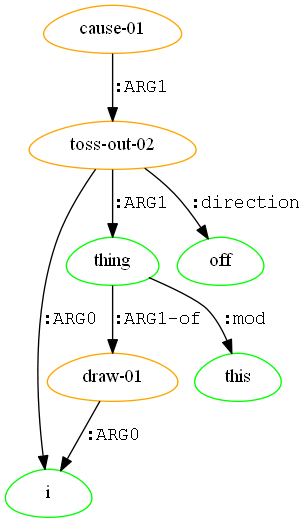 cause-01
:ARG1
toss-out-02
:ARG1 :direction
thing off
:ARG0 :ARG1-of :mod
draw-01 this
:ARG0
i